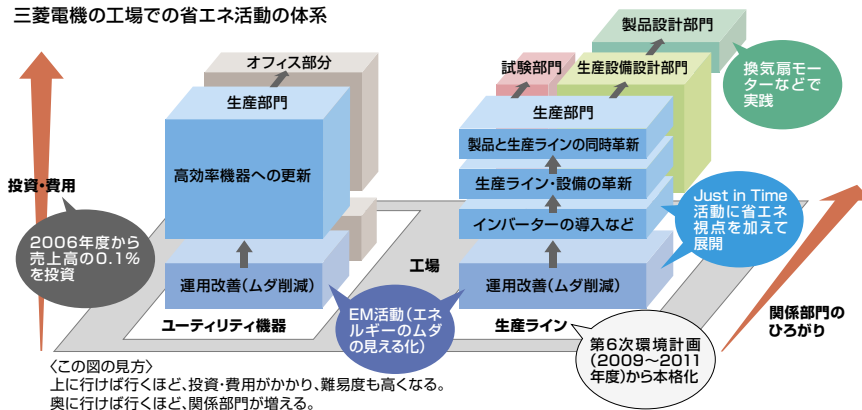 三菱電機の工場での省エネ活動の体系
製品設計部門
オフィス部分
試験部門
生産設備設計部門
換気扇モー
ターなどで
実践
生産部門
生産部門
製品と生産ラインの同時革新
高効率機器への更新
生産ライン・設備の革新
投資・費用
Just in Time
活動に省エネ
視点を加えて
展開
インバーターの導入など
2006年度から
売上高の0.1%
を投資
工場
運用改善(ムダ削減)
運用改善(ムダ削減)
EM活動(エネ
ルギーのムダ
の見える化)
関係部門の
ひろがり
ユーティリティ機器
生産ライン
第6次環境計画
(2009〜2011
年度)から本格化
〈この図の見方〉
上に行けば行くほど、投資・費用がかかり、難易度も高くなる。
奥に行けば行くほど、関係部門が増える。